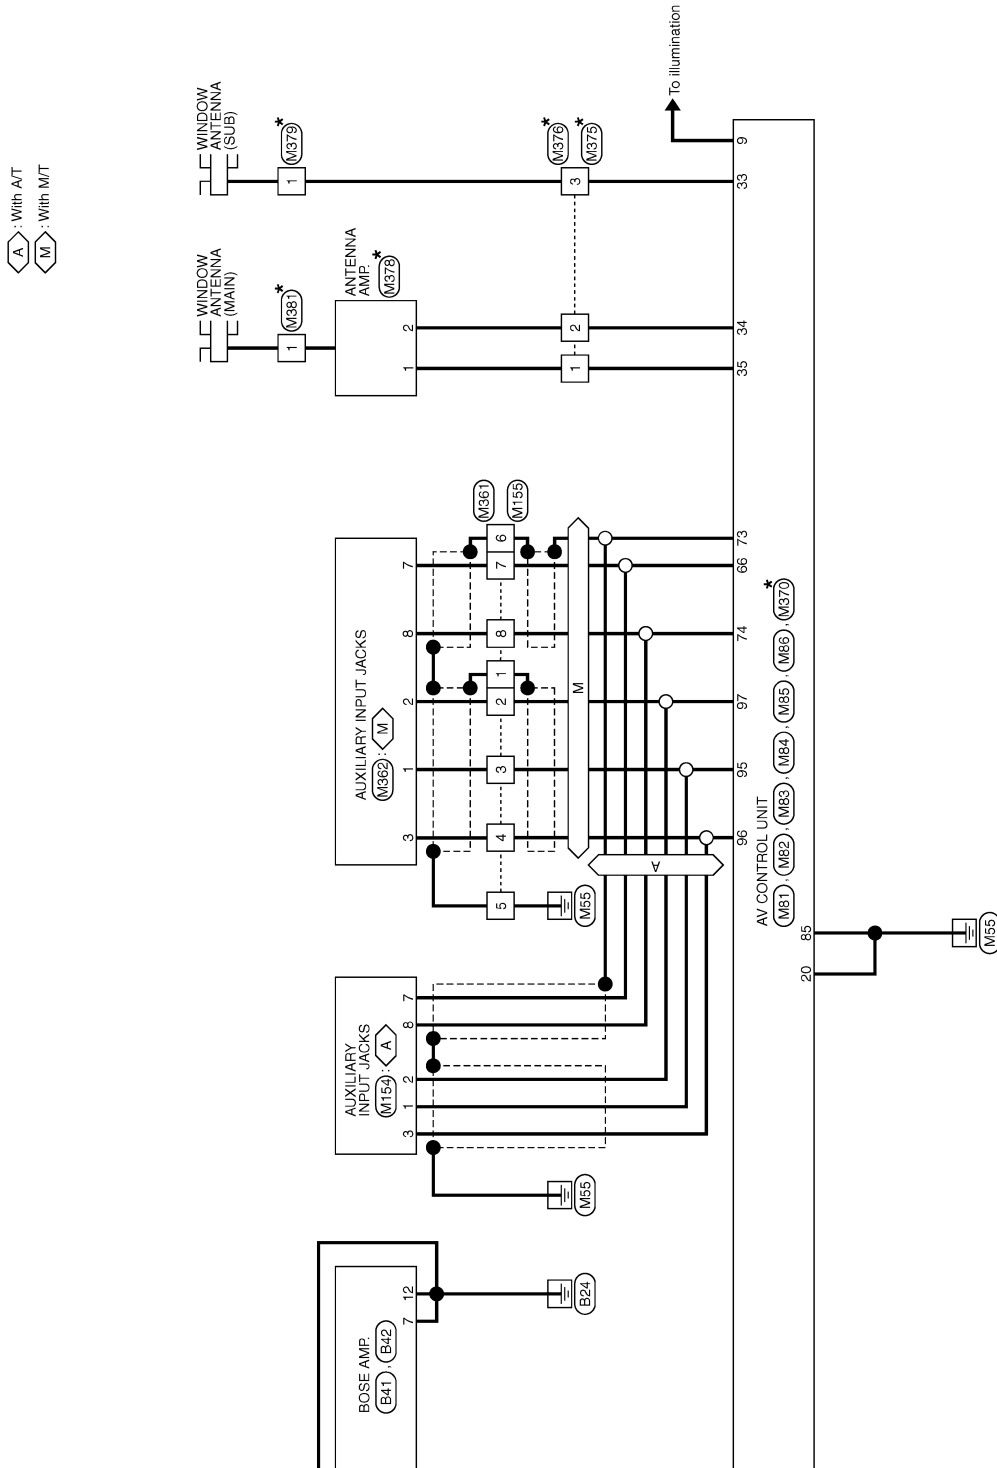 A : With A/T
M : With M/T
WINDOW
ANTENNA
(SUB)
1
M379 *
M376 *
M375 *
3
To illumination
9
33
WINDOW
ANTENNA
(MAIN)
1
M381 *
ANTENNA
AMP.
M378 *
2
1
2
1
34
35
AUXILIARY INPUT JACKS
M362 : M
7
8
2
1
3
M361
M155
6
7
8
1
2
3
4
5
M55
M
A
73
66
74
97
95
96
AV CONTROL UNIT
M81 , M82 , M83 , M84 , M85 , M86 , M370 *
85
20
M55
AUXILIARY
INPUT JACKS
M154 : A
7
8
2
1
3
M55
BOSE AMP.
B41 , B42
12
7
B24